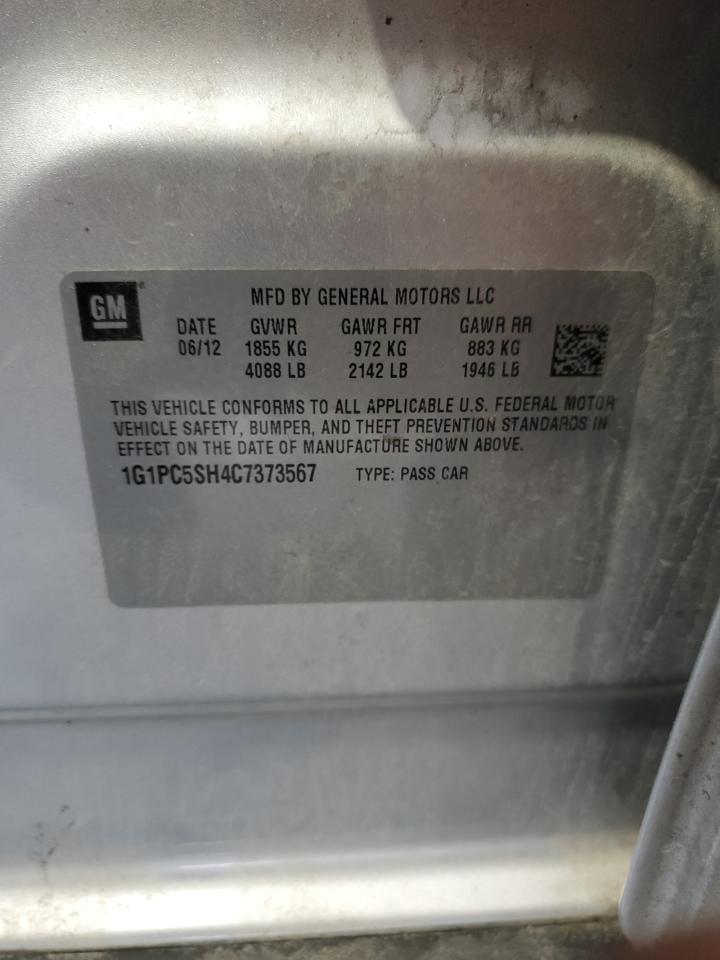 GM
MFD BY GENERAL MOTORS LLC
DATE GVWR GAWR FRT GAWR RR
06/12 1855 KG 972 KG 883 KG
4088 LB 2142 LB 1946 LB
THIS VEHICLE CONFORMS TO ALL APPLICABLE U.S. FEDERAL MOTOR
VEHICLE SAFETY, BUMPER, AND THEFT PREVENTION STANDARDS IN
EFFECT ON THE DATE OF MANUFACTURE SHOWN ABOVE.
1G1PC5SH4C7373567 TYPE: PASS CAR